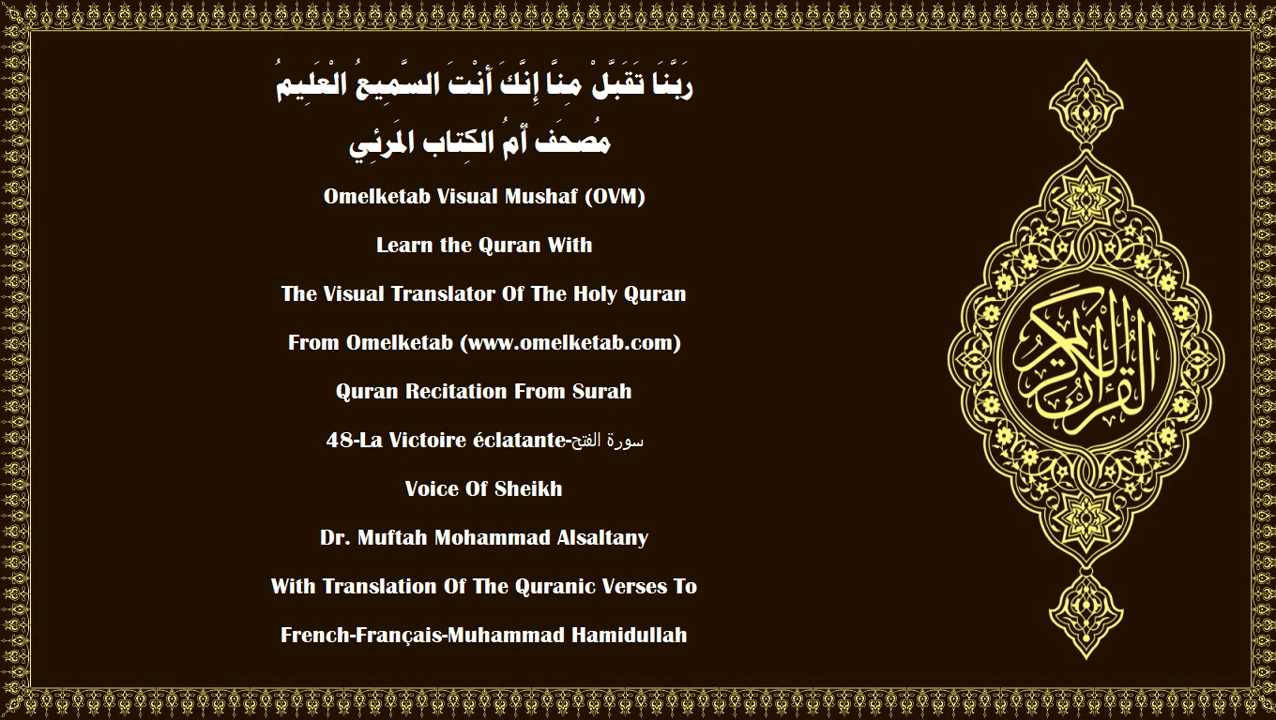 رَبَّنَا تَقَبَّلْ مِنَّا إِنَّكَ أَنْتَ السَّمِيعُ الْعَلِيمُ
مُصحَف أمُ الكِتاب المَرئِي
Omelketab Visual Mushaf (OVM)
Learn the Quran With
The Visual Translator Of The Holy Quran
From Omelketab (www.omelketab.com)
Quran Recitation From Surah
48-La Victoire éclatante-سورة الفتح
Voice Of Sheikh
Dr. Muftah Mohammad Alsaltany
With Translation Of The Quranic Verses To
French-Français-Muhammad Hamidullah
القرآن الكريم